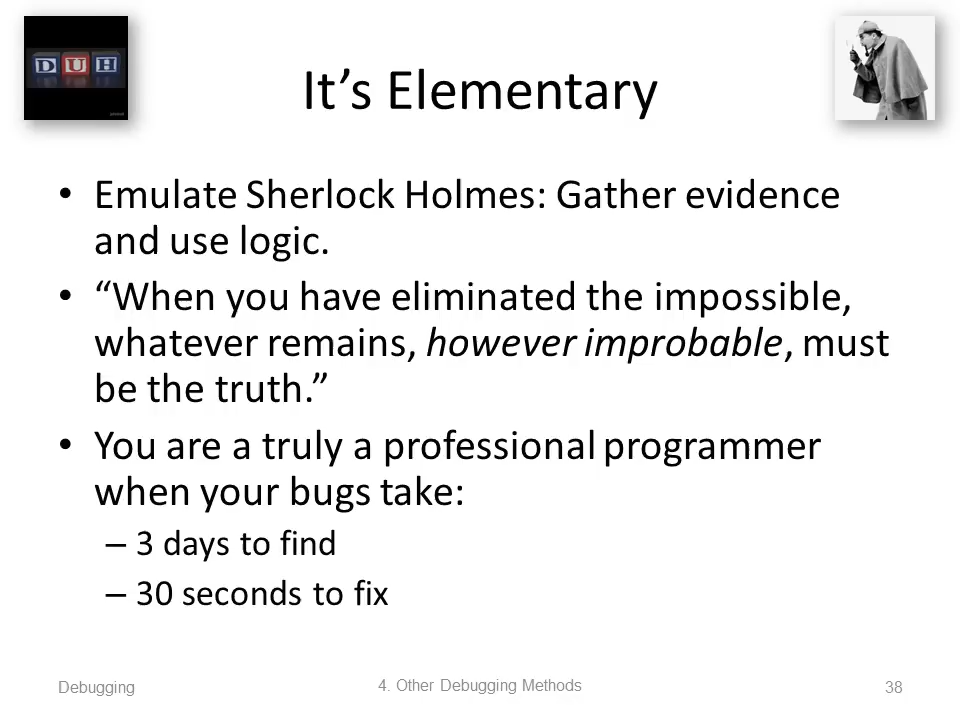 DUH
It’s Elementary
• Emulate Sherlock Holmes: Gather evidence
and use logic.
• “When you have eliminated the impossible,
whatever remains, however improbable, must
be the truth.”
• You are a truly a professional programmer
when your bugs take:
– 3 days to find
– 30 seconds to fix
Debugging
4. Other Debugging Methods
38